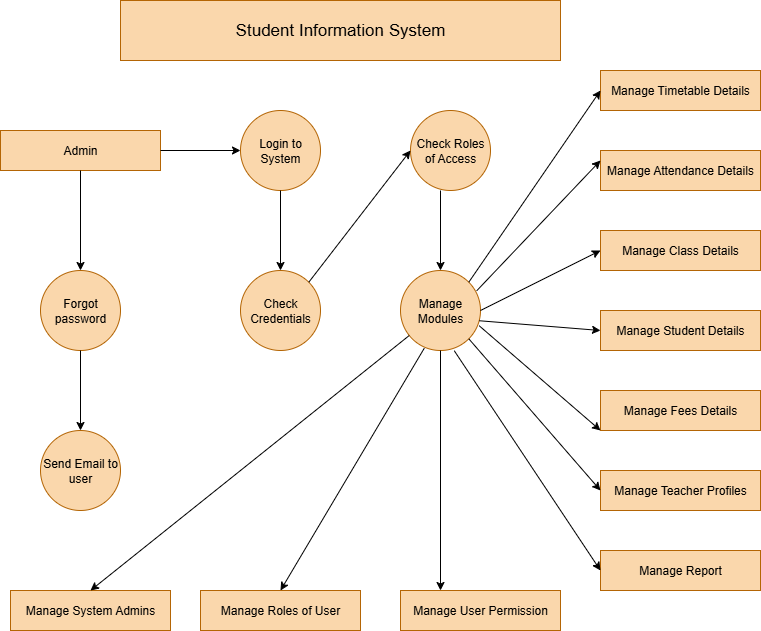 Student Information System
Admin
Login to
System
Check Roles
of Access
Manage Timetable Details
Manage Attendance Details
Manage Class Details
Forgot
password
Check
Credentials
Manage
Modules
Manage Student Details
Manage Fees Details
Send Email to
user
Manage Teacher Profiles
Manage Report
Manage System Admins
Manage Roles of User
Manage User Permission